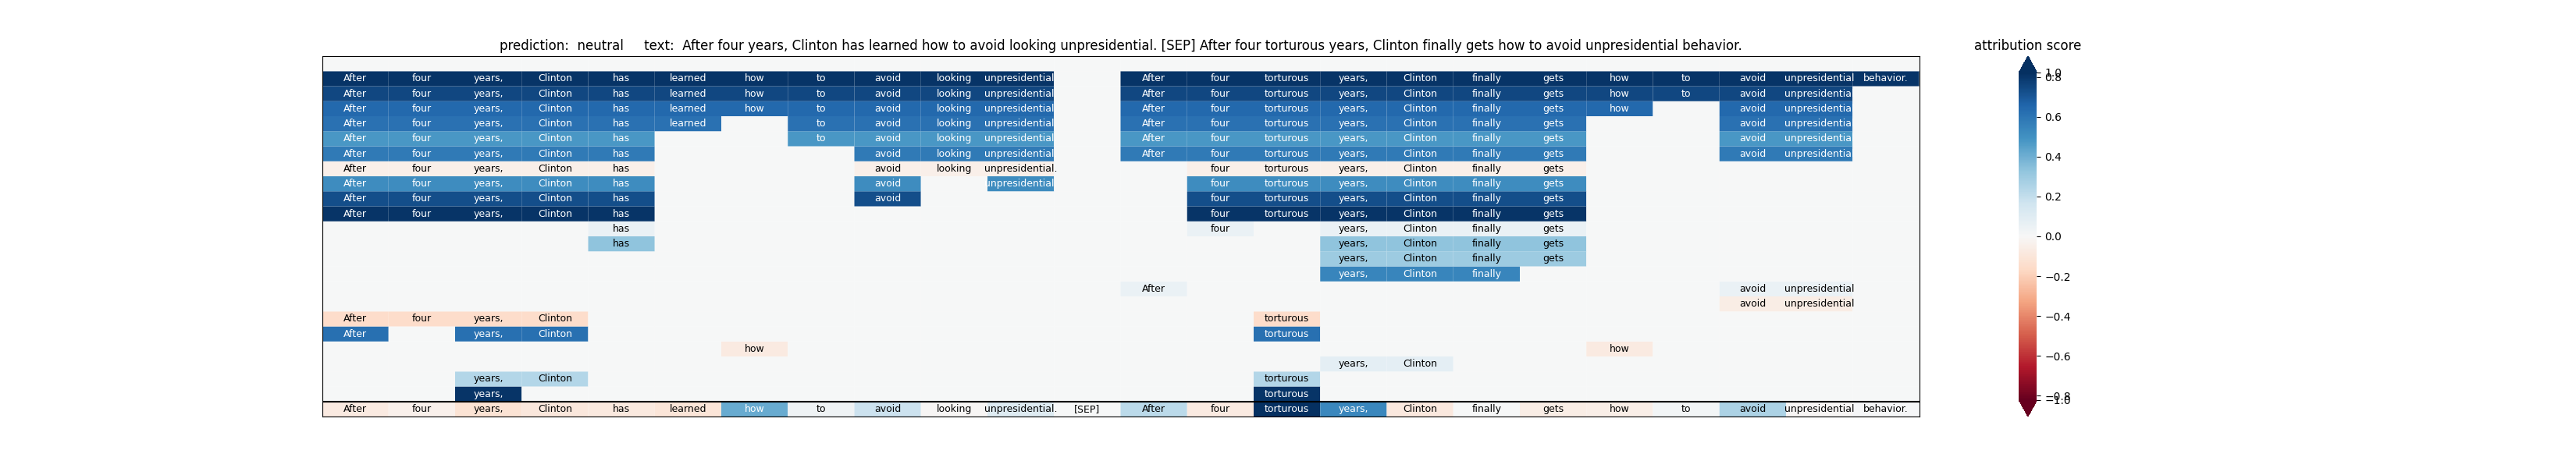 prediction: neutral text: After four years, Clinton has learned how to avoid looking unpresidential. [SEP] After four torturous years, Clinton finally gets how to avoid unpresidential behavior.
attribution score
After four years, Clinton has learned how to avoid looking unpresidential After four torturous years, Clinton finally gets how to avoid unpresidential behavior.
After four years, Clinton has learned how to avoid looking unpresidential After four torturous years, Clinton finally gets how to avoid unpresidentia
After four years, Clinton has learned how to avoid looking unpresidential After four torturous years, Clinton finally gets how avoid unpresidentia
After four years, Clinton has learned to avoid looking unpresidential After four torturous years, Clinton finally gets avoid unpresidentia
After four years, Clinton has to avoid looking unpresidential After four torturous years, Clinton finally gets avoid unpresidentia
After four years, Clinton has avoid looking unpresidential After four torturous years, Clinton finally gets avoid unpresidentia
After four years, Clinton has avoid looking unpresidential. four torturous years, Clinton finally gets
After four years, Clinton has avoid unpresidential four torturous years, Clinton finally gets
After four years, Clinton has avoid four torturous years, Clinton finally gets
After four years, Clinton has four torturous years, Clinton finally gets
has four years, Clinton finally gets
has years, Clinton finally gets
years, Clinton finally gets
years, Clinton finally
After avoid unpresidential
avoid unpresidential
After four years, Clinton torturous
After years, Clinton torturous
how how
years, Clinton
years, Clinton torturous
years, torturous
After four years, Clinton has learned how to avoid looking unpresidential. [SEP] After four torturous years, Clinton finally gets how to avoid unpresidential behavior.
1.0
0.8
0.6
0.4
0.2
0.0
−0.2
−0.4
−0.6
−0.8
−1.0